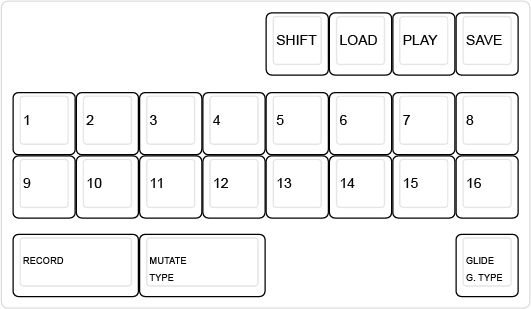 SHIFT LOAD PLAY SAVE
1 2 3 4 5 6 7 8
9 10 11 12 13 14 15 16
RECORD MUTATE GLIDE
TYPE G. TYPE